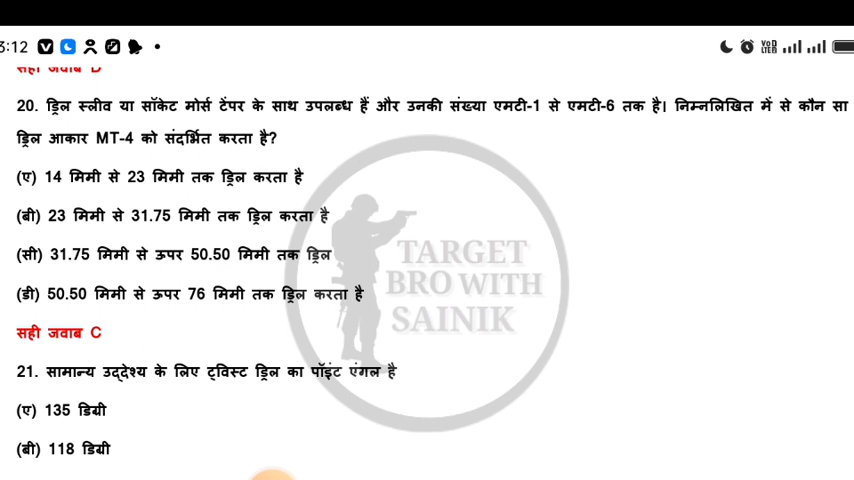 3:12
VoD
LTED
सही जवाब D
20. ड्रिल स्लीव या सॉकेट मोर्स टेंपर के साथ उपलब्ध हैं और उनकी संख्या एमटी-1 से एमटी-6 तक है। निम्नलिखित में से कौन सा
ड्रिल आकार MT-4 को संदर्भित करता है?
(ए) 14 मिमी से 23 मिमी तक ड्रिल करता है
(बी) 23 मिमी से 31.75 मिमी तक ड्रिल करता है
(सी) 31.75 मिमी से ऊपर 50.50 मिमी तक ड्रिल
(डी) 50.50 मिमी से ऊपर 76 मिमी तक ड्रिल करता है
TARGET
BRO WITH
SAINIK
सही जवाब C
21. सामान्य उद्देश्य के लिए ट्विस्ट ड्रिल का पॉइंट एंगल है
(ए) 135 डिग्री
(बी) 118 डिग्री